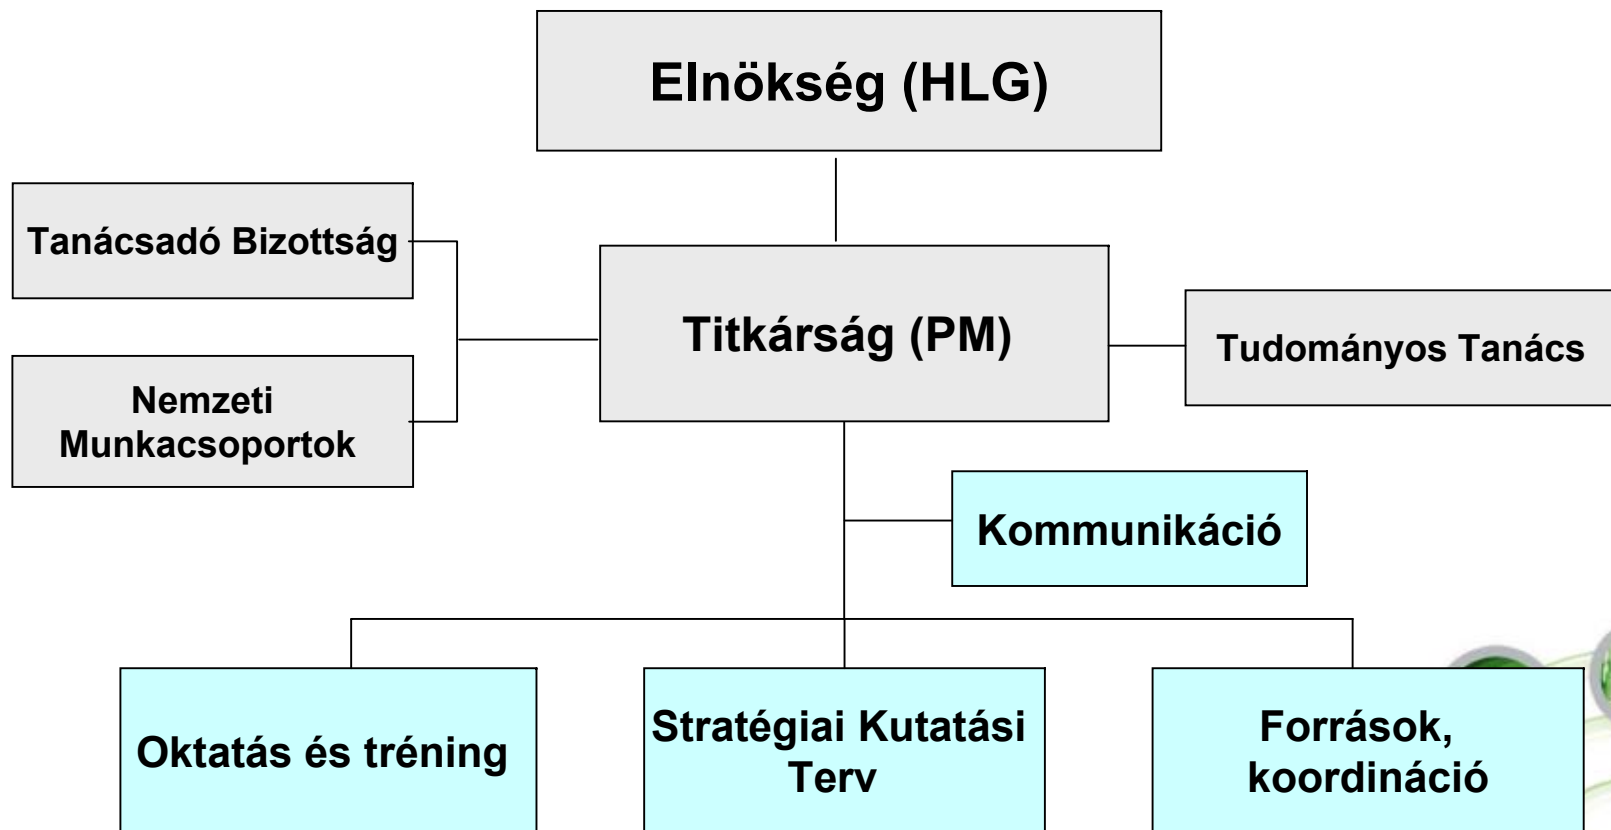 Elnökség (HLG)
Tanácsadó Bizottság
Titkárság (PM)
Tudományos Tanács
Nemzeti
Munkacsoportok
Kommunikáció
Oktatás és tréning
Stratégiai Kutatási
Terv
Források,
koordináció